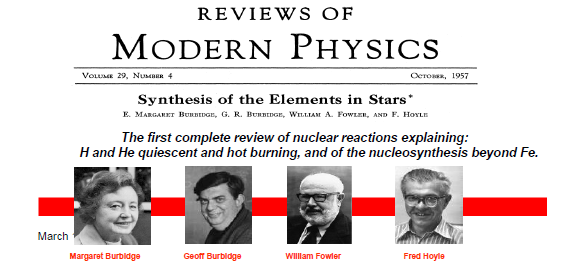 REVIEWS OF
MODERN PHYSICS
VOLUME 29, NUMBER 4 OCTOBER, 1957
Synthesis of the Elements in Stars*
E. MARGARET BURBIDGE, G. R. BURBIDGE, WILLIAM A. FOWLER, AND F. HOYLE
The first complete review of nuclear reactions explaining:
H and He quiescent and hot burning, and of the nucleosynthesis beyond Fe.
March
Margaret Burbidge Geoff Burbidge William Fowler Fred Hoyle